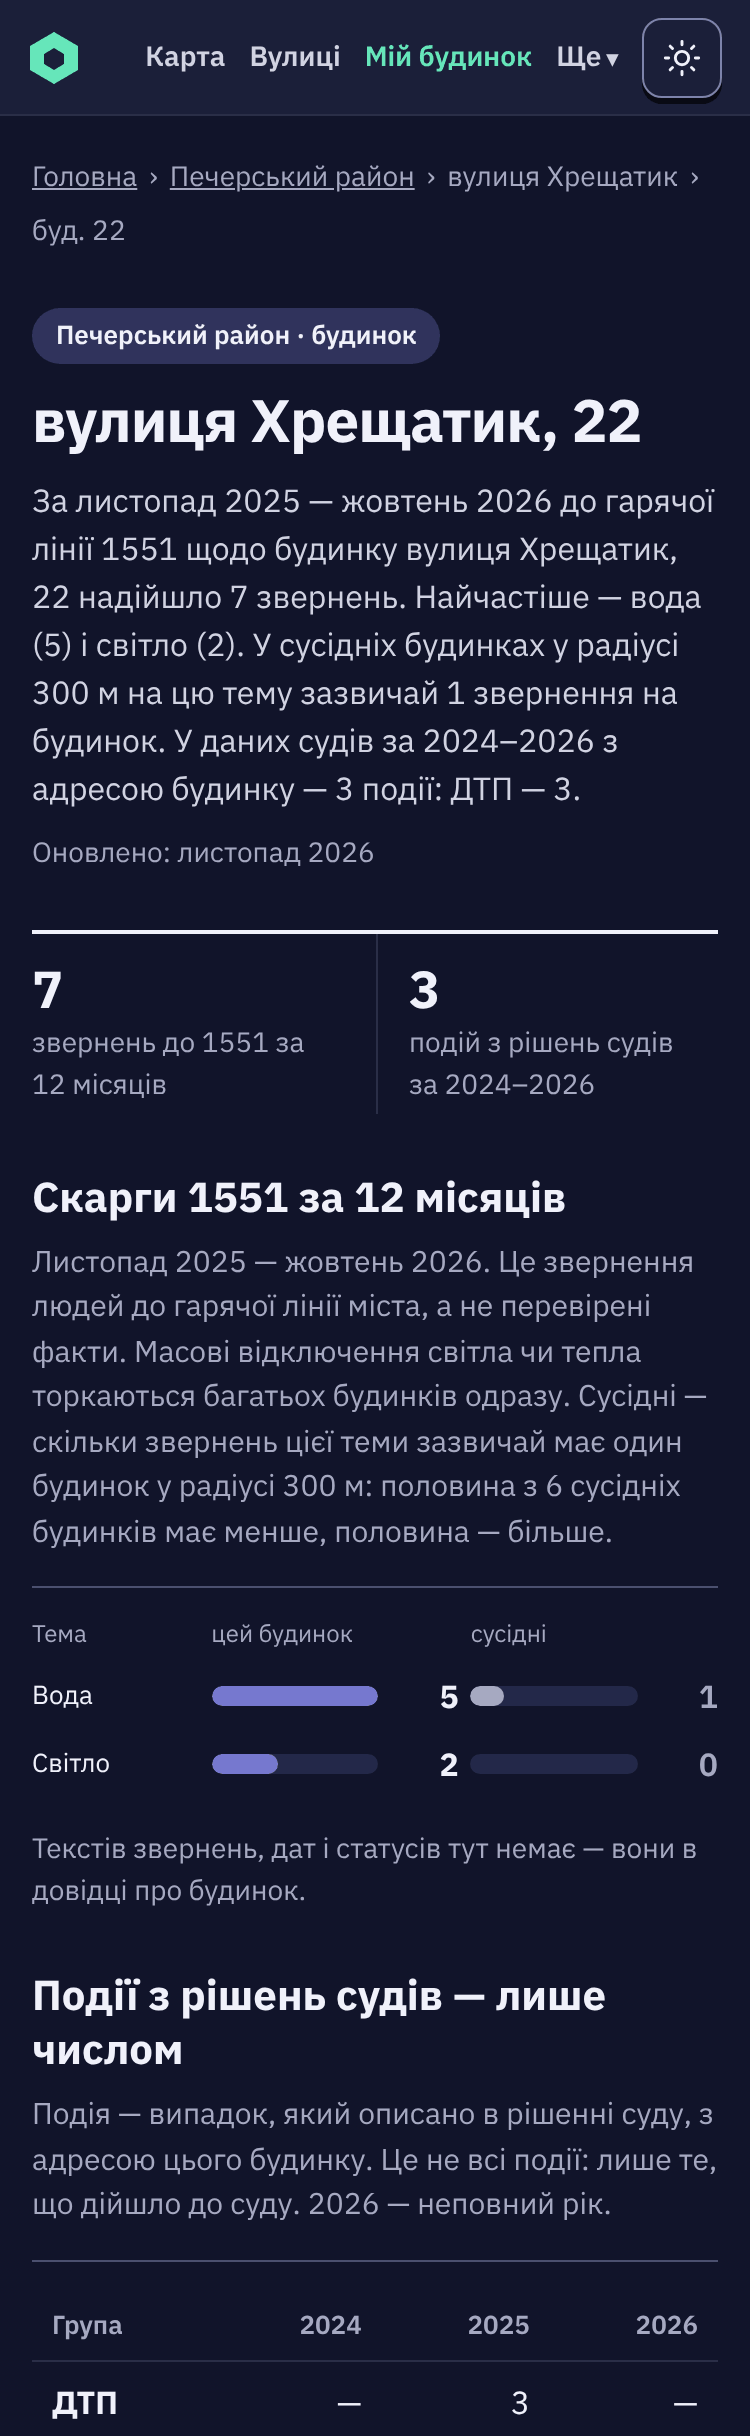 Карта Вулиці Мій будинок Ще ▾
Головна › Печерський район › вулиця Хрещатик ›
буд. 22
Печерський район · будинок
вулиця Хрещатик, 22
За листопад 2025 — жовтень 2026 до гарячої
лінії 1551 щодо будинку вулиця Хрещатик,
22 надійшло 7 звернень. Найчастіше — вода
(5) і світло (2). У сусідніх будинках у радіусі
300 м на цю тему зазвичай 1 звернення на
будинок. У даних судів за 2024–2026 з
адресою будинку — 3 події: ДТП — 3.
Оновлено: листопад 2026
7
звернень до 1551 за
12 місяців
3
подій з рішень судів
за 2024–2026
Скарги 1551 за 12 місяців
Листопад 2025 — жовтень 2026. Це звернення
людей до гарячої лінії міста, а не перевірені
факти. Масові відключення світла чи тепла
торкаються багатьох будинків одразу. Сусідні —
скільки звернень цієї теми зазвичай має один
будинок у радіусі 300 м: половина з 6 сусідніх
будинків має менше, половина — більше.
Тема цей будинок сусідні
Вода 5 1
Світло 2 0
Текстів звернень, дат і статусів тут немає — вони в
довідці про будинок.
Події з рішень судів — лише
числом
Подія — випадок, який описано в рішенні суду, з
адресою цього будинку. Це не всі події: лише те,
що дійшло до суду. 2026 — неповний рік.
Група 2024 2025 2026
ДТП — 3 —